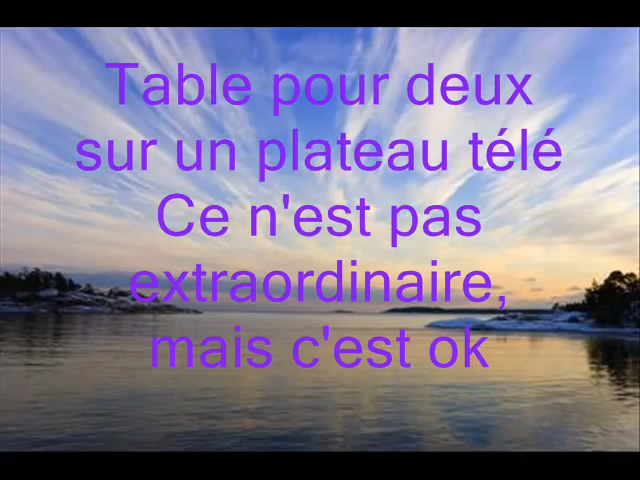 Table pour deux
sur un plateau télé
Ce n'est pas
extraordinaire,
mais c'est ok